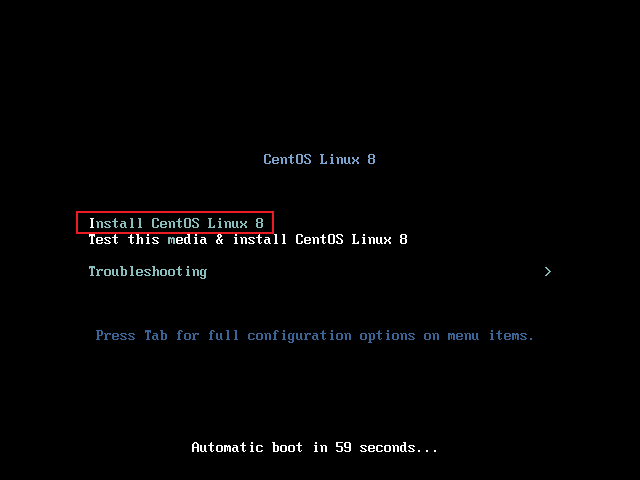 CentOS Linux 8
Install CentOS Linux 8
Test this media & install CentOS Linux 8
Troubleshooting >
Press Tab for full configuration options on menu items.
Automatic boot in 59 seconds...